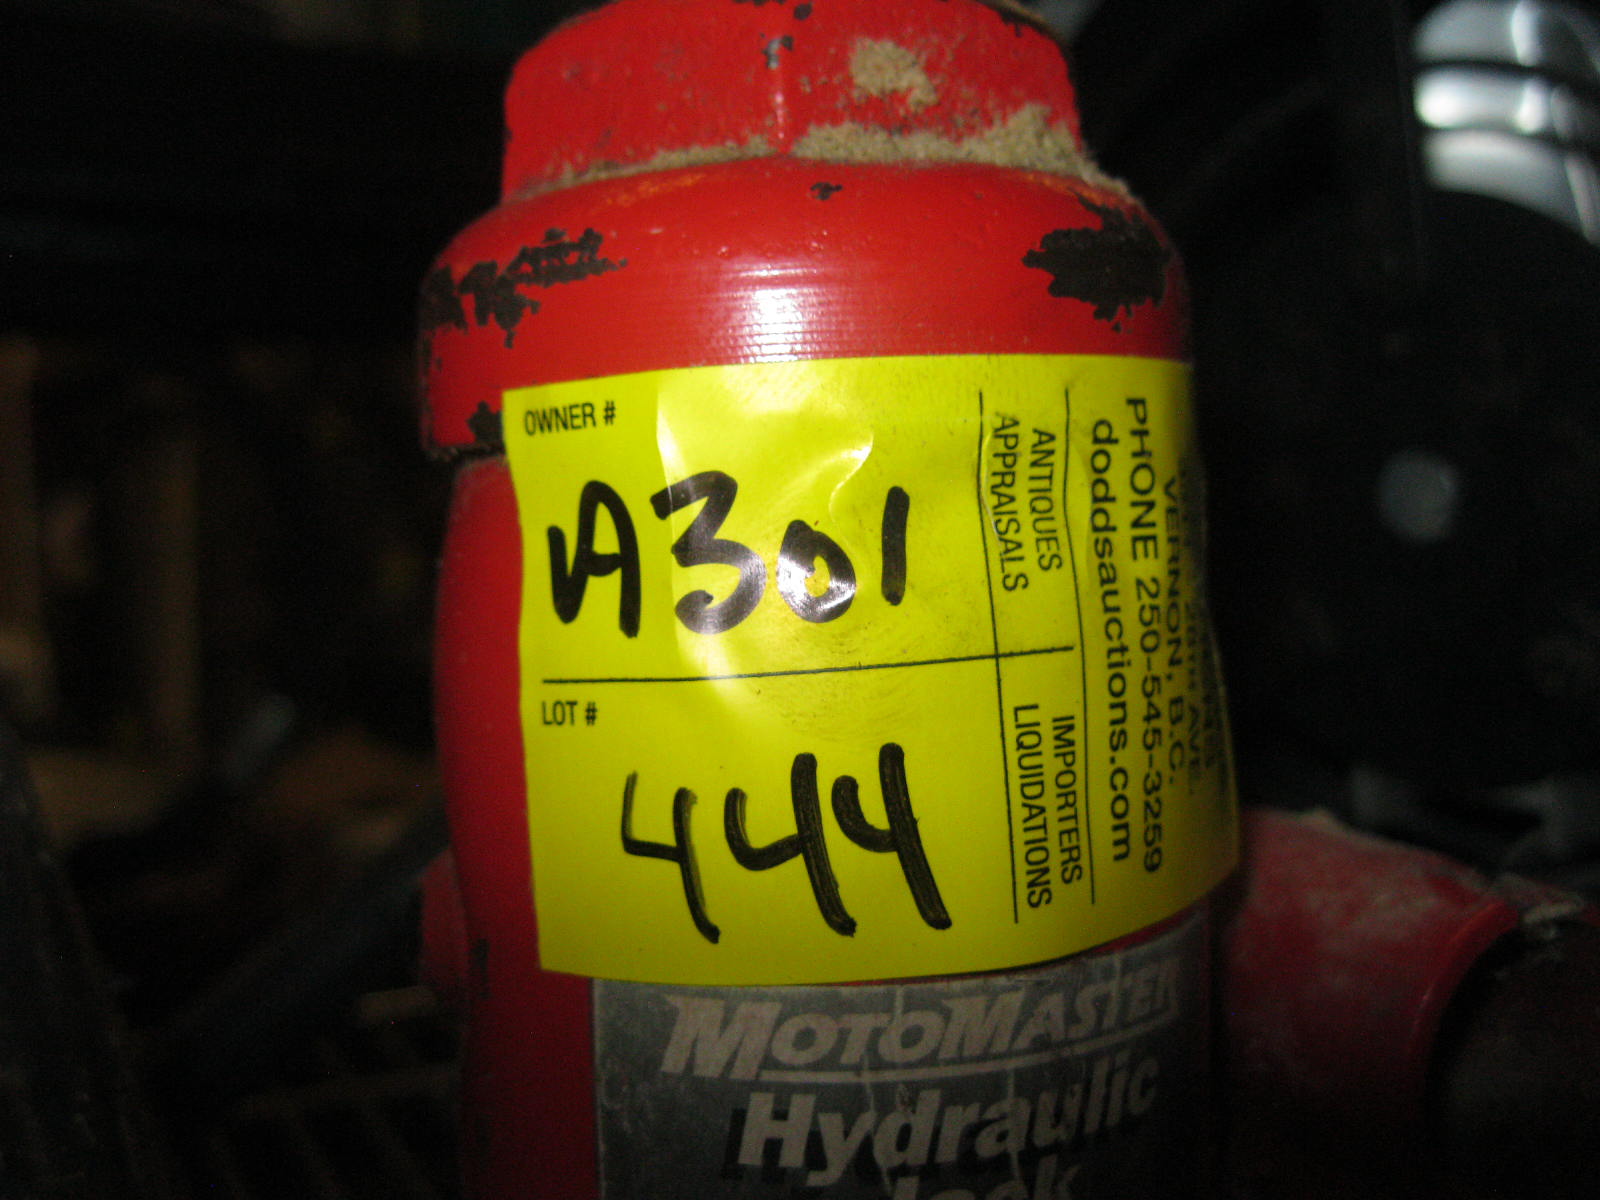 OWNER #
A301
LOT #
444
ANTIQUES
APPRAISALS
IMPORTERS
LIQUIDATIONS
VERNON, B.C.
PHONE 250-545-3259
doddsauctions.com
MOTOMASTER
Hydraulic